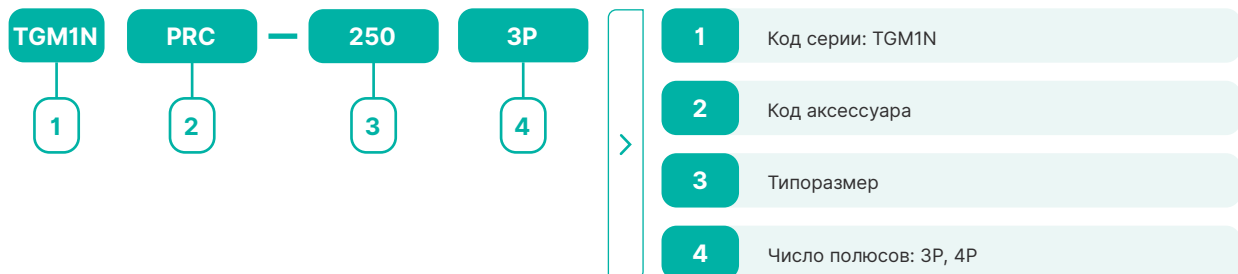 TGM1N PRC — 250 3P
1 2 3 4
1 Код серии: TGM1N
2 Код аксессуара
3 Типоразмер
4 Число полюсов: 3P, 4P